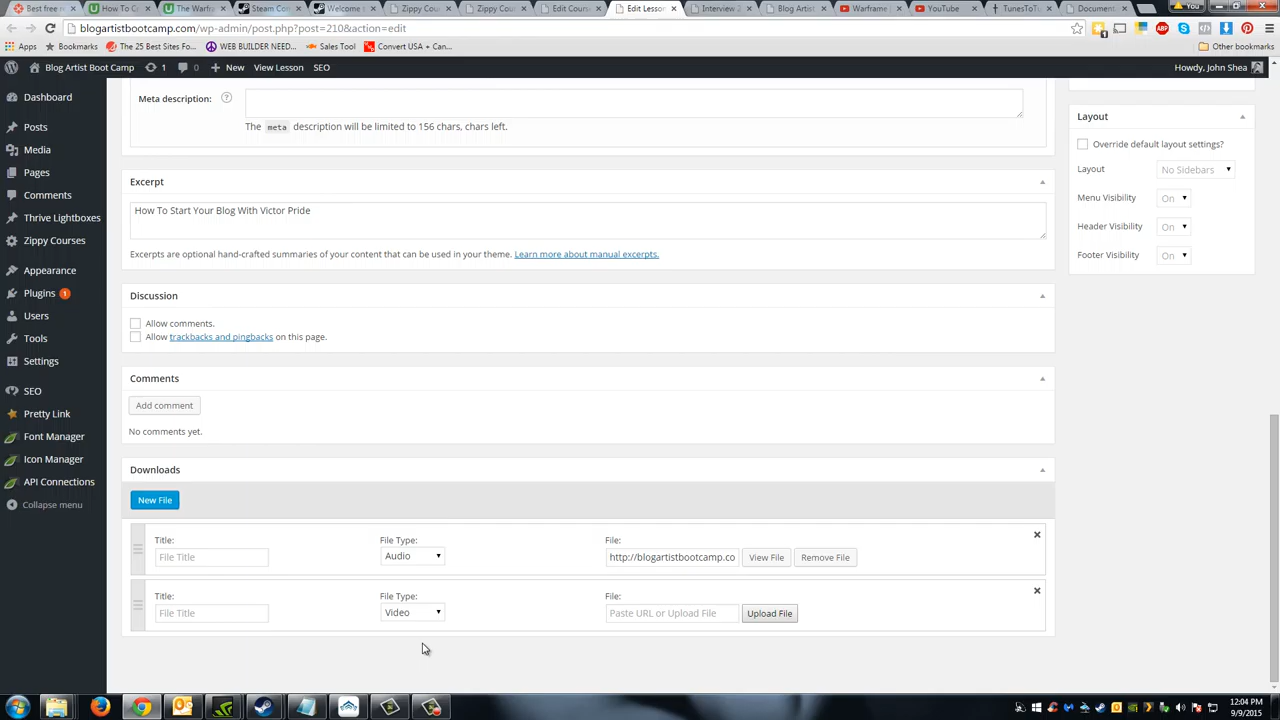 Best free m
How To C
The Warfra
Steam Com
Welcome t
Zippy Cou
Zippy Cour
Edit Cours
Edit Lesso
Interview 2
Blog Artist
Warframe
YouTube
TunesToTu
Document
You
blogartistbootcamp.com/wp-admin/post.php?post=210&action=edit
Apps
Bookmarks
The 25 Best Sites For
WEB BUILDER NEE...
Sales Tool
Convert USA + Can...
Other bookmarks
Blog Artist Boot Camp
1
0
New
View Lesson
SEO
Howdy, John Shea
Dashboard
Posts
Media
Pages
Comments
Thrive Lightboxes
Zippy Courses
Appearance
Plugins 1
Users
Tools
Settings
SEO
Pretty Link
Font Manager
Icon Manager
API Connections
Collapse menu
Meta description: ?
The meta description will be limited to 156 chars, chars left.
Excerpt
How To Start Your Blog With Victor Pride
Excerpts are optional hand-crafted summaries of your content that can be used in your theme. Learn more about manual excerpts.
Discussion
Allow comments.
Allow trackbacks and pingbacks on this page.
Comments
Add comment
No comments yet.
Downloads
New File
Title: File Type: File:
File Title Audio http://blogartistbootcamp.co View File Remove File
Title: File Type: File:
File Title Video Paste URL or Upload File Upload File
Layout
Override default layout settings?
Layout No Sidebars
Menu Visibility On
Header Visibility On
Footer Visibility On
12:04 PM
9/9/2015